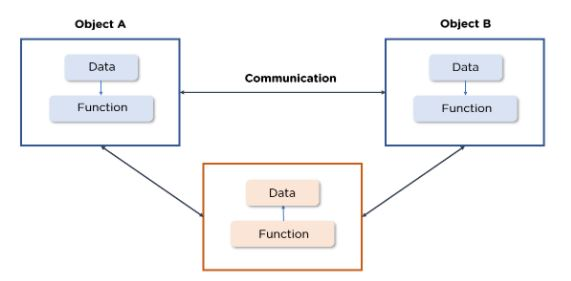 Object A
Object B
Data
Function
Communication
Data
Function
Data
Function